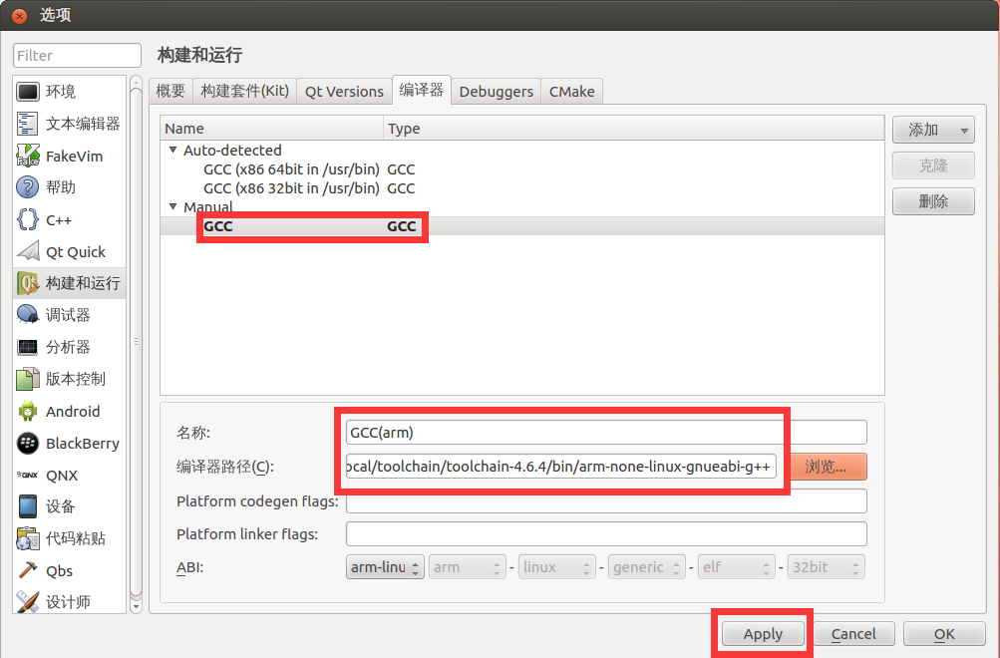 选项
Filter
构建和运行
环境
文本编辑器
FakeVim
帮助
C++
Qt Quick
构建和运行
调试器
分析器
版本控制
Android
BlackBerry
QNX
设备
代码粘贴
Qbs
设计师
概要 构建套件(Kit) Qt Versions 编译器 Debuggers CMake
Name Type
Auto-detected
GCC (x86 64bit in /usr/bin) GCC
GCC (x86 32bit in /usr/bin) GCC
Manual
GCC GCC
添加
克隆
删除
名称: GCC(arm)
编译器路径(C): ocal/toolchain/toolchain-4.6.4/bin/arm-none-linux-gnueabi-g++ 浏览...
Platform codegen flags:
Platform linker flags:
ABI: arm-linu arm - linux - generic - elf - 32bit
Apply Cancel OK